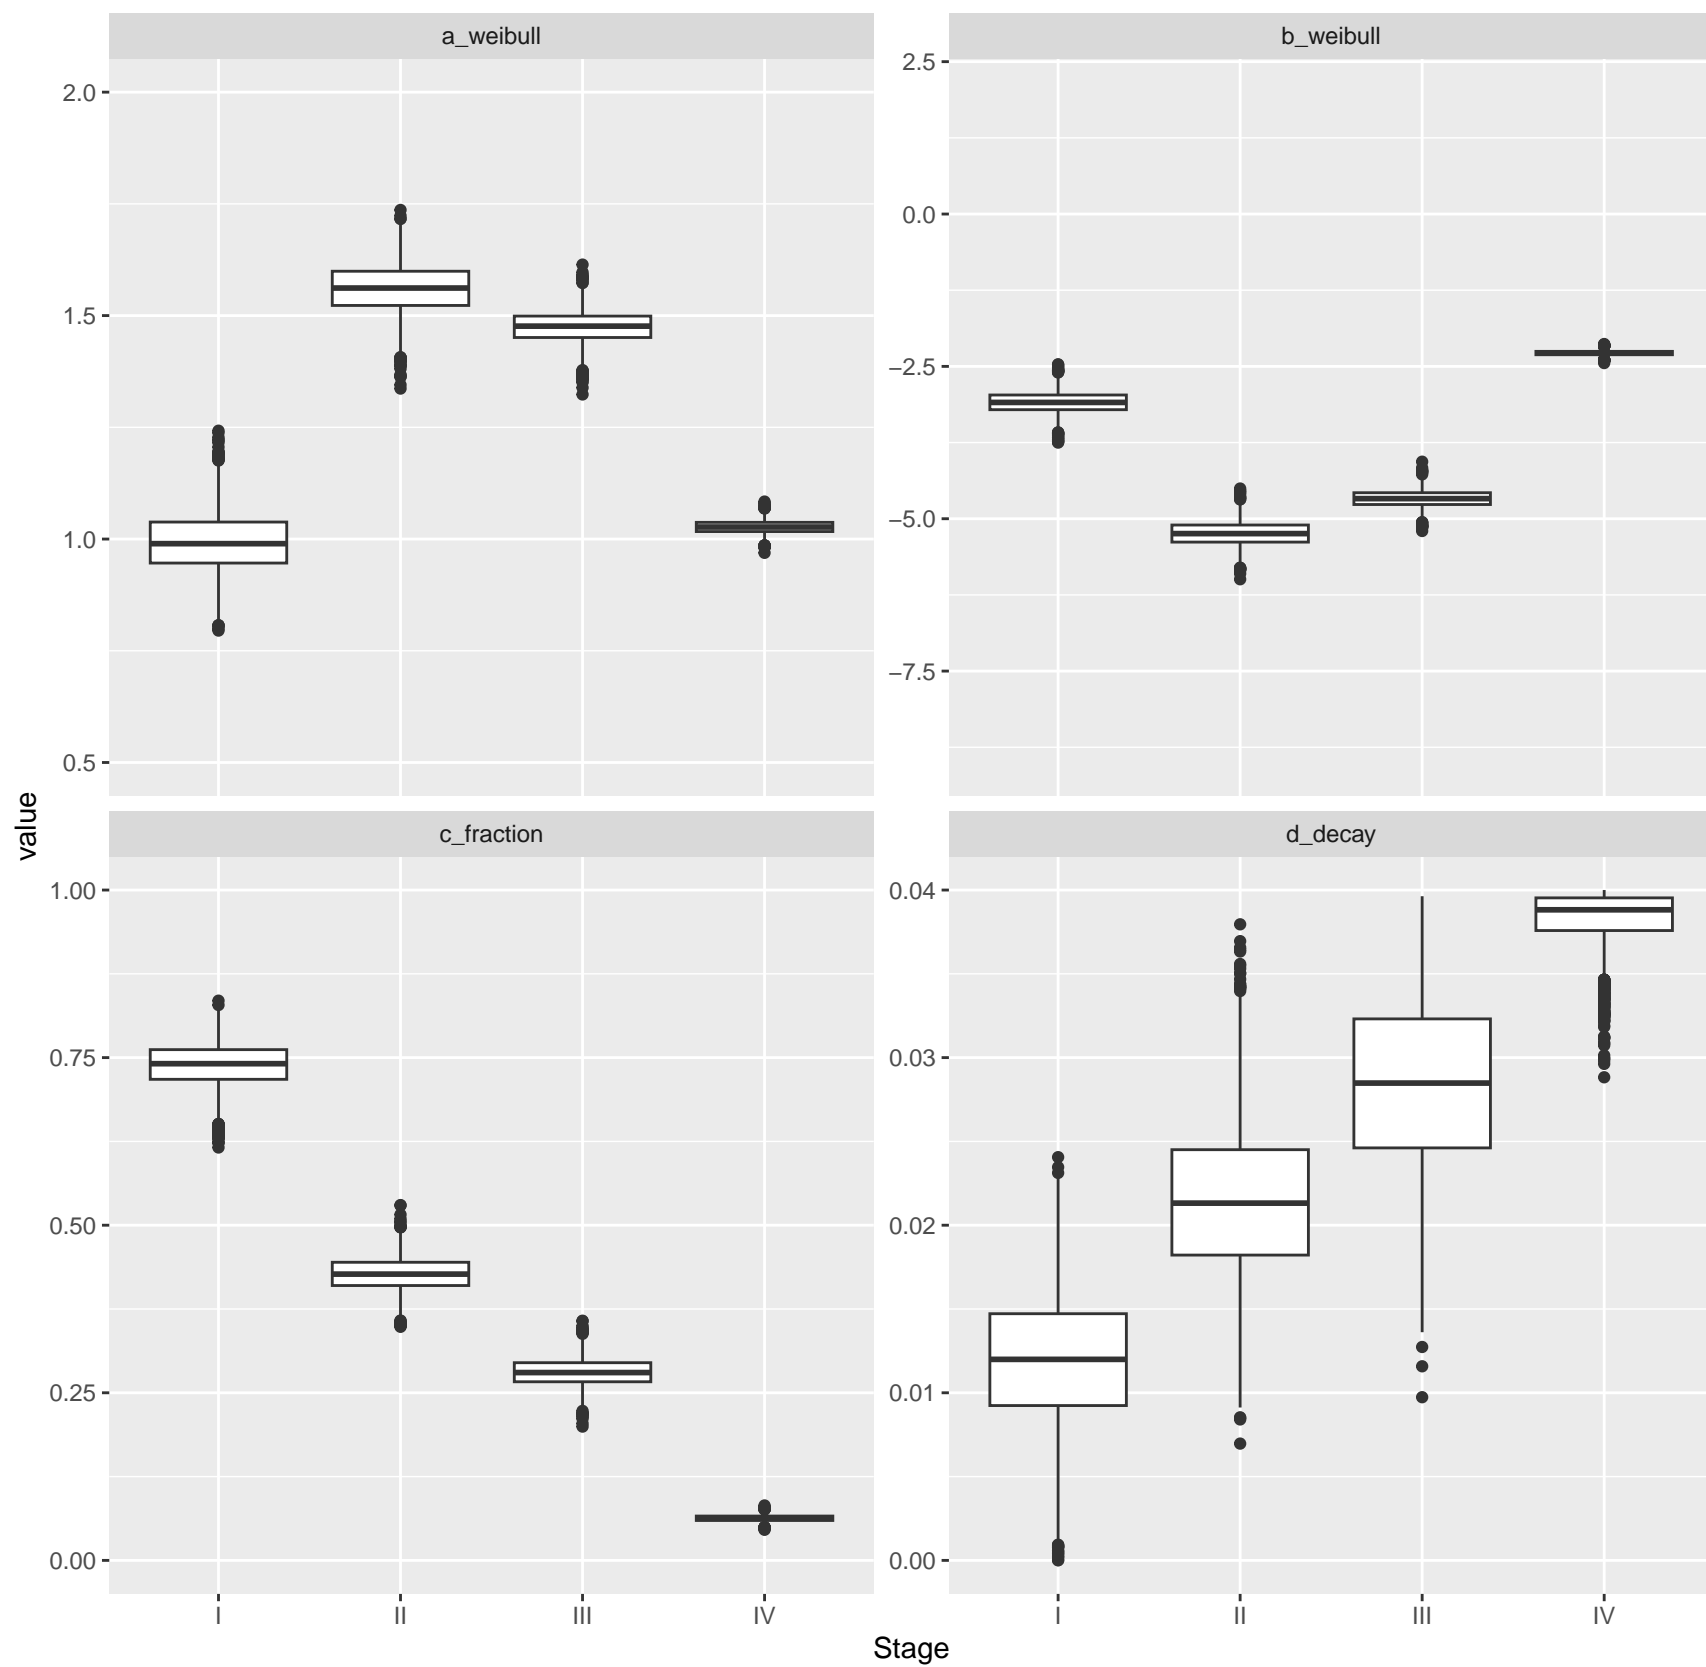 a_weibull
b_weibull
2.0
1.5
1.0
0.5
2.5
0.0
−2.5
−5.0
−7.5
value
c_fraction
d_decay
1.00
0.75
0.50
0.25
0.00
0.04
0.03
0.02
0.01
0.00
I II III IV
I II III IV
Stage